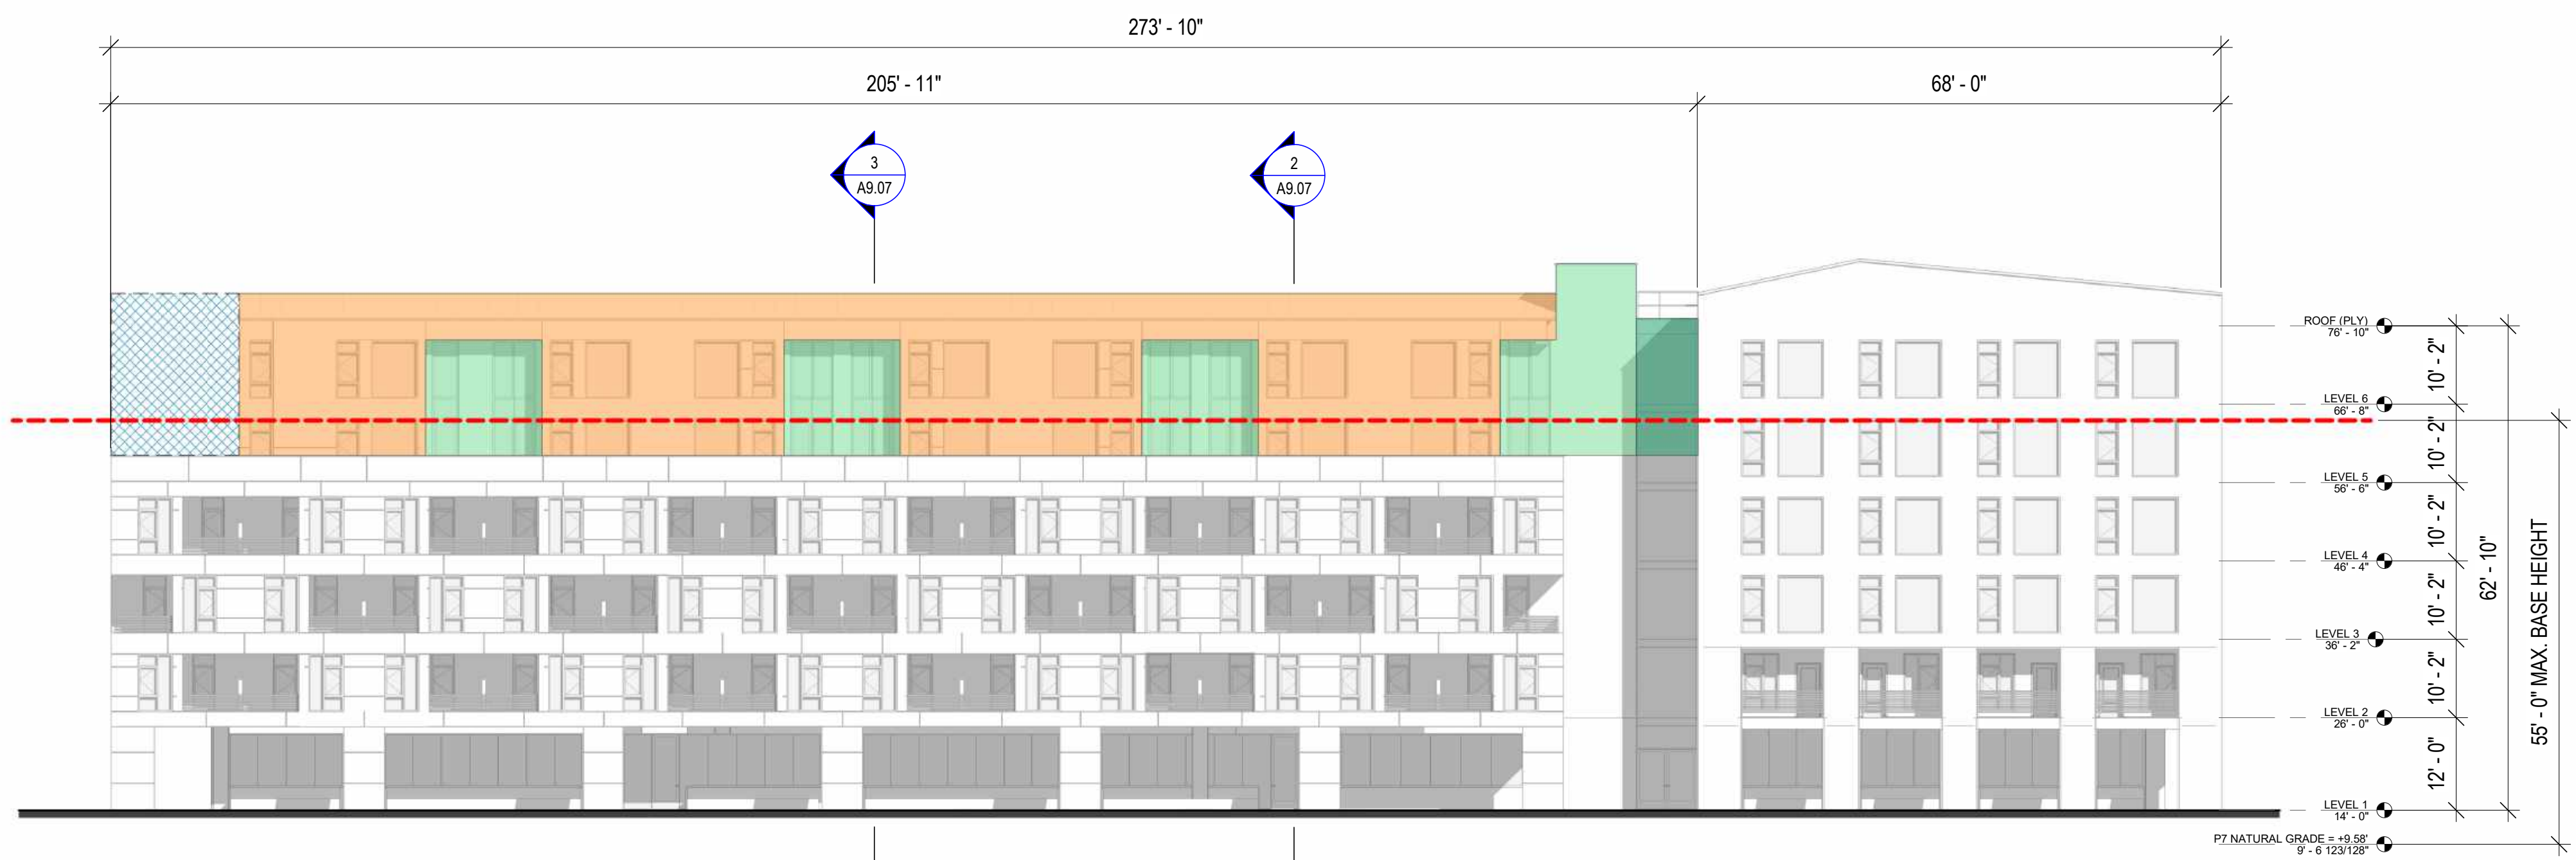 273' - 10"
205' - 11"
68' - 0"
3
A9.07
2
A9.07
ROOF (PLY)
76' - 10"
10' - 2"
LEVEL 6
66' - 8"
10' - 2"
LEVEL 5
56' - 6"
10' - 2"
LEVEL 4
46' - 4"
10' - 2"
LEVEL 3
36' - 2"
10' - 2"
LEVEL 2
26' - 0"
12' - 0"
LEVEL 1
14' - 0"
62' - 10"
55' - 0" MAX. BASE HEIGHT
P7 NATURAL GRADE = +9.58'
9' - 6 123/128"